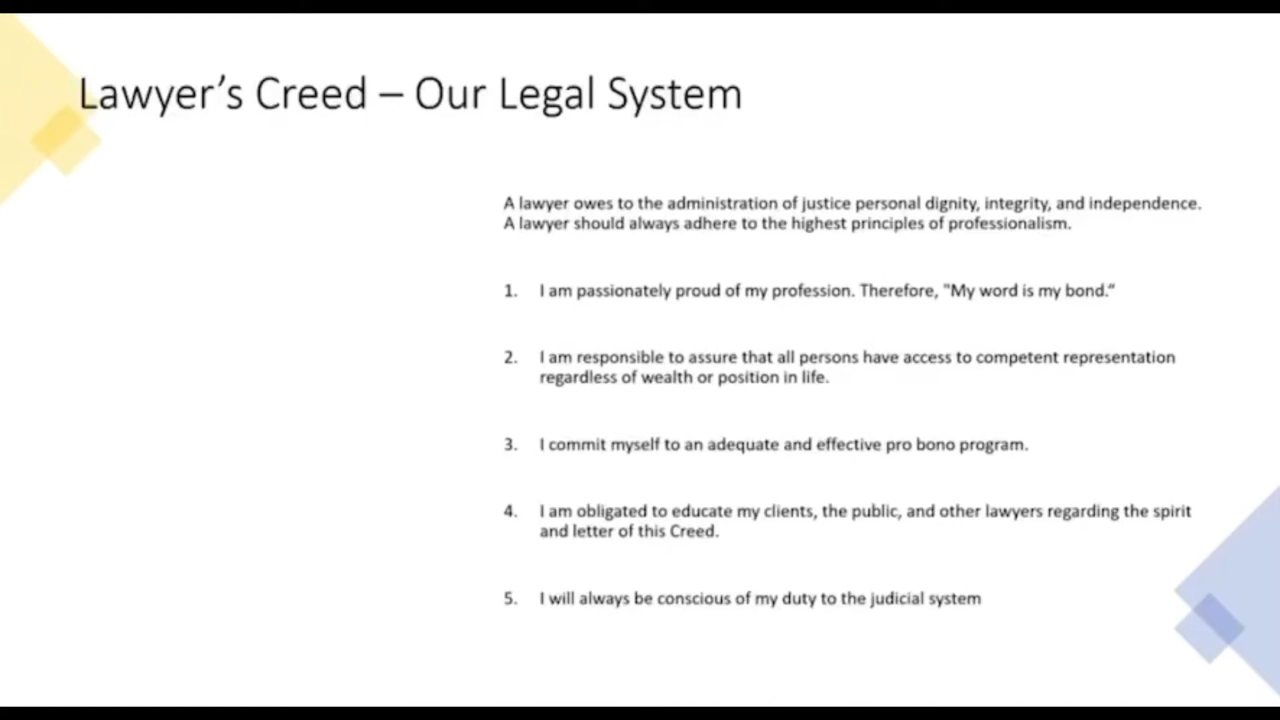 Lawyer’s Creed – Our Legal System
A lawyer owes to the administration of justice personal dignity, integrity, and independence.
A lawyer should always adhere to the highest principles of professionalism.
1. I am passionately proud of my profession. Therefore, "My word is my bond."
2. I am responsible to assure that all persons have access to competent representation
regardless of wealth or position in life.
3. I commit myself to an adequate and effective pro bono program.
4. I am obligated to educate my clients, the public, and other lawyers regarding the spirit
and letter of this Creed.
5. I will always be conscious of my duty to the judicial system